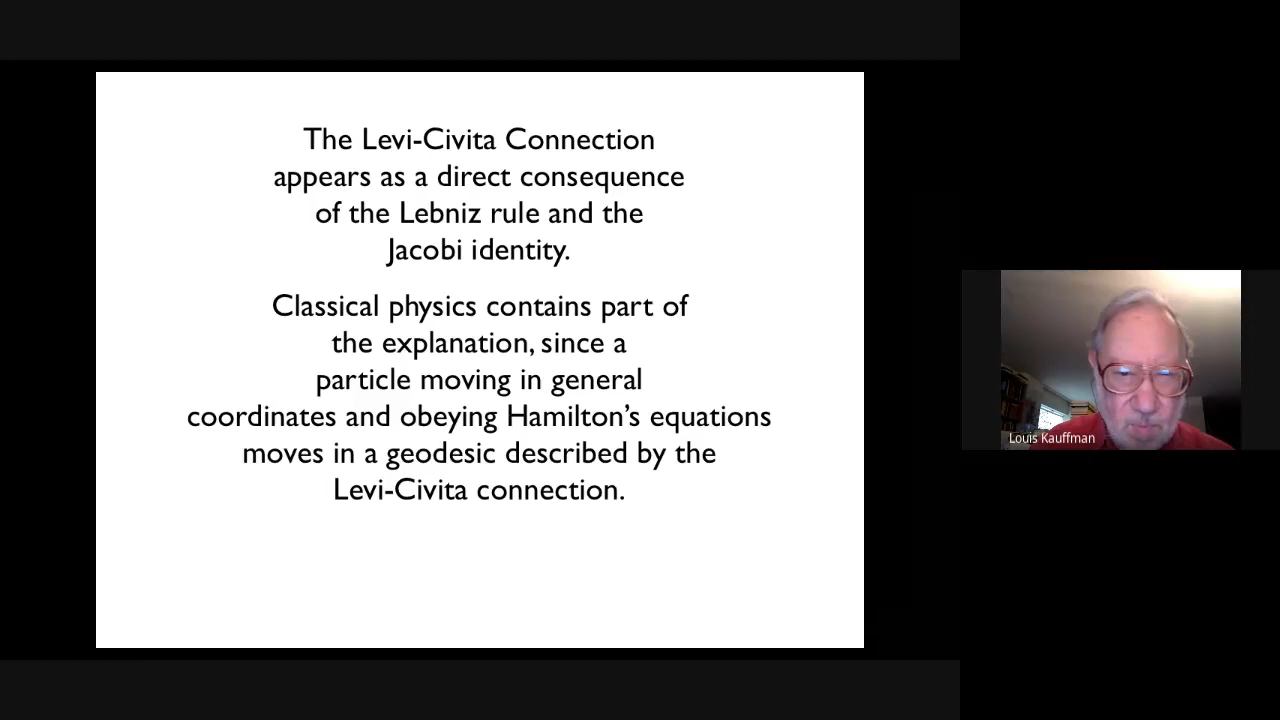 The Levi-Civita Connection
appears as a direct consequence
of the Lebniz rule and the
Jacobi identity.
Classical physics contains part of
the explanation, since a
particle moving in general
coordinates and obeying Hamilton’s equations
moves in a geodesic described by the
Levi-Civita connection.
Louis Kauffman